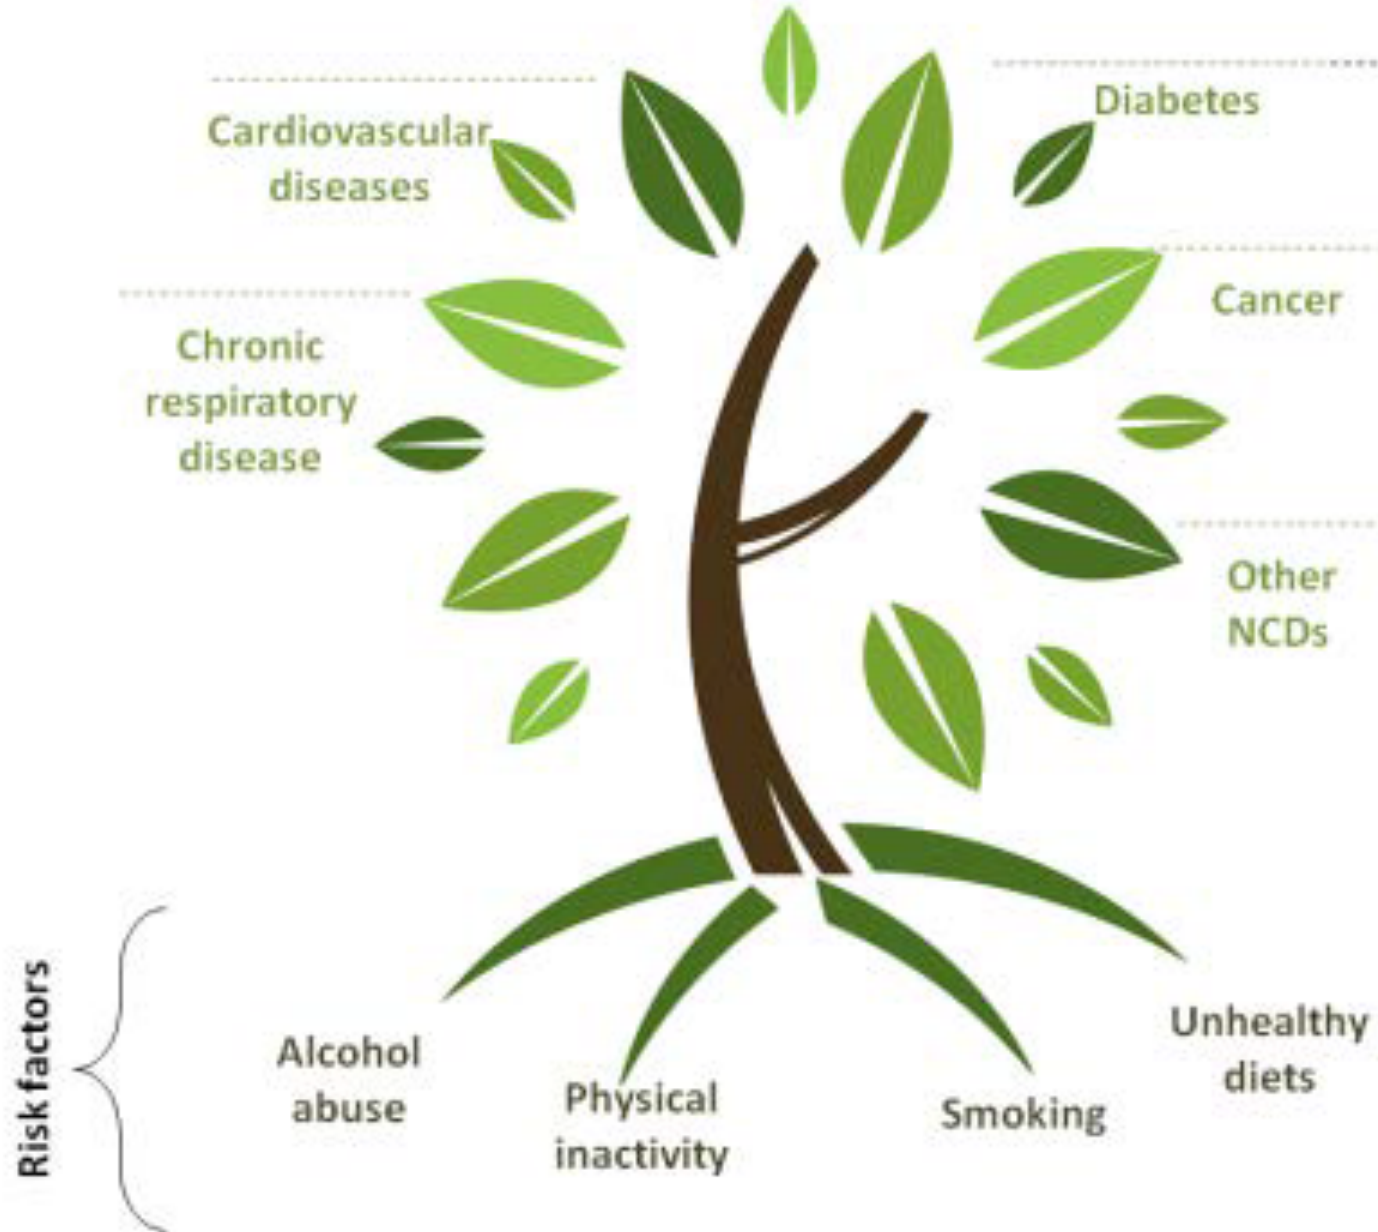 Cardiovascular
diseases
Diabetes
Cancer
Chronic
respiratory
disease
Other
NCDs
Risk factors
Alcohol
abuse
Physical
inactivity
Smoking
Unhealthy
diets